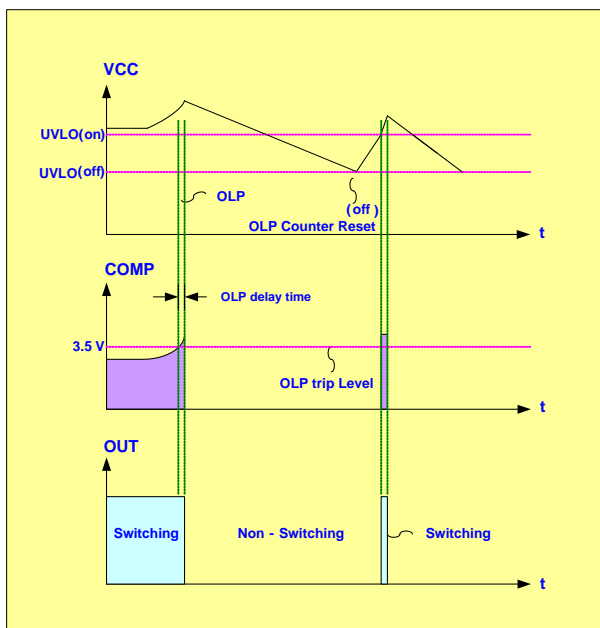 VCC
UVLO(on)
UVLO(off)
OLP
(off)
OLP Counter Reset
t
COMP
OLP delay time
3.5 V
OLP trip Level
t
OUT
Switching
Non - Switching
Switching
t